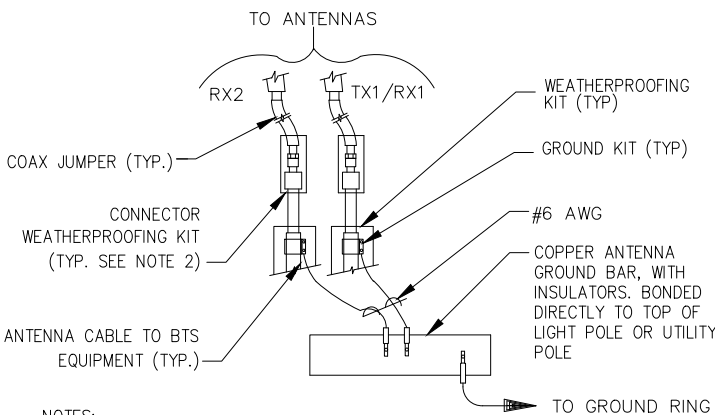 TO ANTENNAS
RX2
TX1/RX1
WEATHERPROOFING
KIT (TYP)
COAX JUMPER (TYP.)
GROUND KIT (TYP)
CONNECTOR
WEATHERPROOFING KIT
(TYP. SEE NOTE 2)
#6 AWG
COPPER ANTENNA
GROUND BAR, WITH
INSULATORS. BONDED
DIRECTLY TO TOP OF
LIGHT POLE OR UTILITY
POLE
ANTENNA CABLE TO BTS
EQUIPMENT (TYP.)
TO GROUND RING
NOTES: